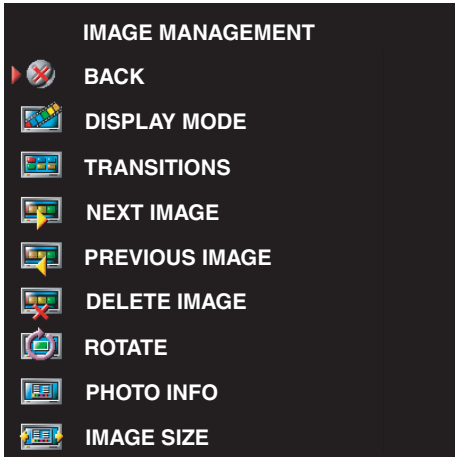 IMAGE MANAGEMENT
BACK
DISPLAY MODE
TRANSITIONS
NEXT IMAGE
PREVIOUS IMAGE
DELETE IMAGE
ROTATE
PHOTO INFO
IMAGE SIZE